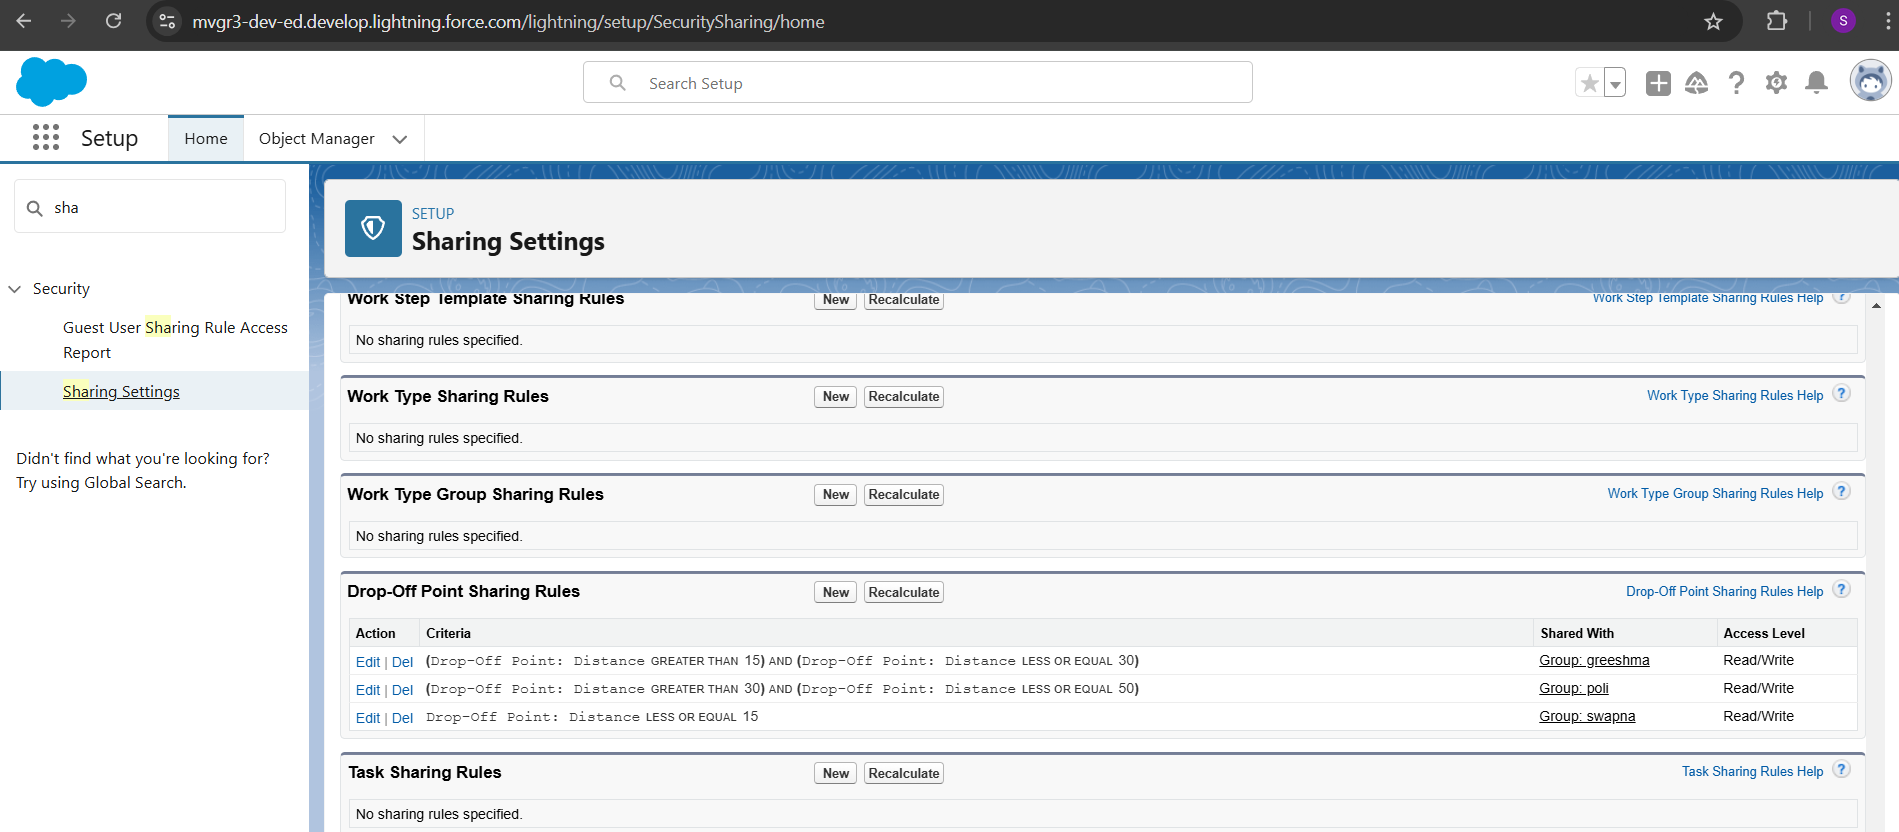 mvgr3-dev-ed.develop.lightning.force.com/lightning/setup/SecuritySharing/home
S
Search Setup
Setup
Home
Object Manager
sha
Security
Guest User Sharing Rule Access
Report
Sharing Settings
Didn't find what you're looking for?
Try using Global Search.
SETUP
Sharing Settings
Work Step Template Sharing Rules New Recalculate Work Step Template Sharing Rules Help ?
No sharing rules specified.
Work Type Sharing Rules New Recalculate Work Type Sharing Rules Help ?
No sharing rules specified.
Work Type Group Sharing Rules New Recalculate Work Type Group Sharing Rules Help ?
No sharing rules specified.
Drop-Off Point Sharing Rules New Recalculate Drop-Off Point Sharing Rules Help ?
Action Criteria Shared With Access Level
Edit | Del (Drop-Off Point: Distance GREATER THAN 15) AND (Drop-Off Point: Distance LESS OR EQUAL 30) Group: greeshma Read/Write
Edit | Del (Drop-Off Point: Distance GREATER THAN 30) AND (Drop-Off Point: Distance LESS OR EQUAL 50) Group: poli Read/Write
Edit | Del Drop-Off Point: Distance LESS OR EQUAL 15 Group: swapna Read/Write
Task Sharing Rules New Recalculate Task Sharing Rules Help ?
No sharing rules specified.